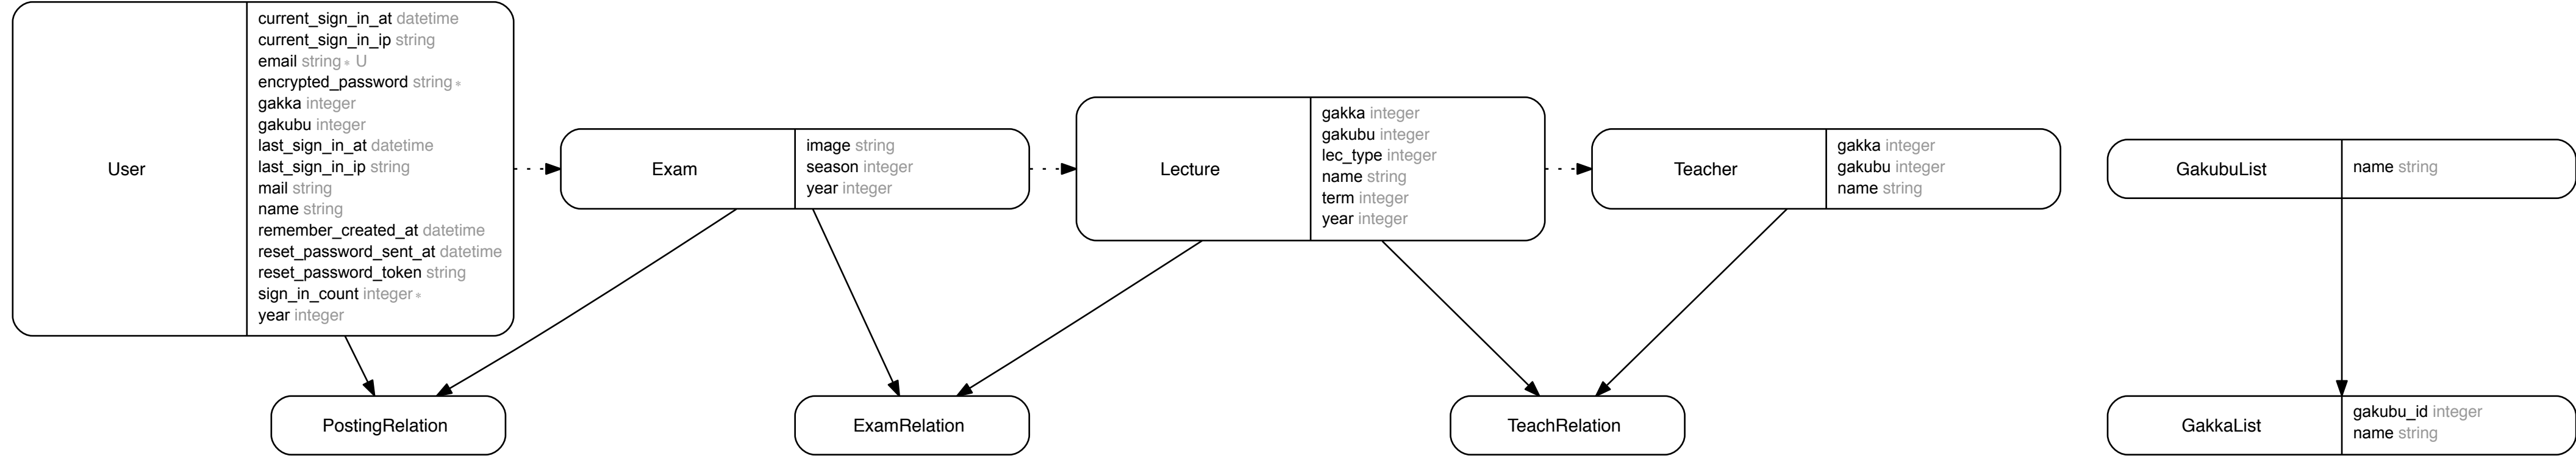 User
current_sign_in_at datetime
current_sign_in_ip string
email string * U
encrypted_password string *
gakka integer
gakubu integer
last_sign_in_at datetime
last_sign_in_ip string
mail string
name string
remember_created_at datetime
reset_password_sent_at datetime
reset_password_token string
sign_in_count integer *
year integer
Exam
image string
season integer
year integer
Lecture
gakka integer
gakubu integer
lec_type integer
name string
term integer
year integer
Teacher
gakka integer
gakubu integer
name string
GakubuList
name string
PostingRelation
ExamRelation
TeachRelation
GakkaList
gakubu_id integer
name string